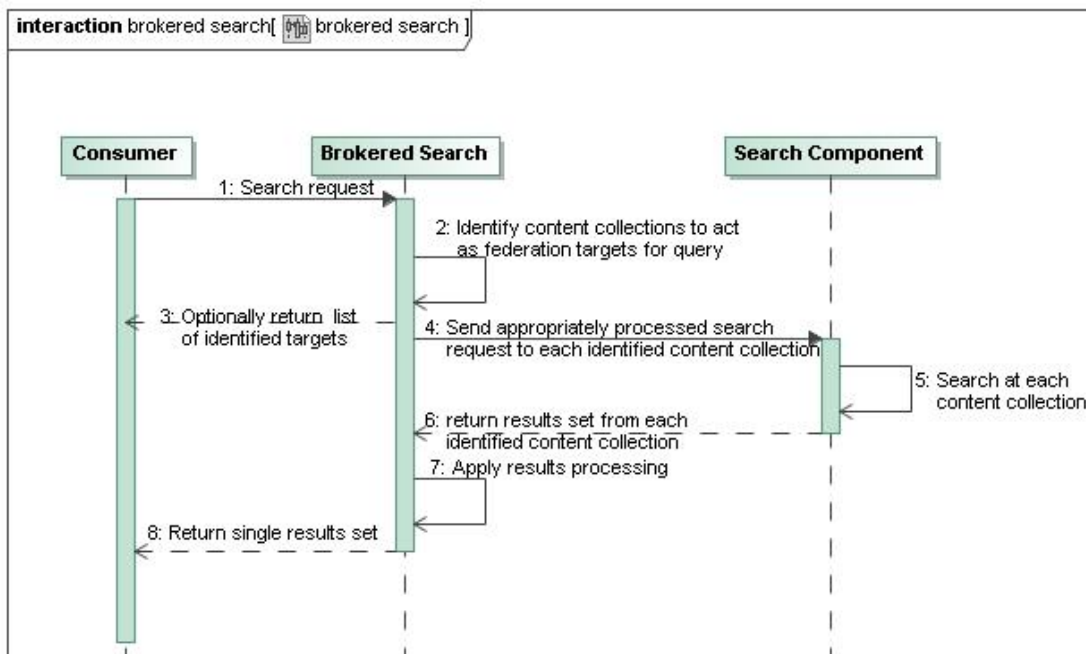 interaction brokered search[ brokered search ]
Consumer
Brokered Search
Search Component
1: Search request
2: Identify content collections to act
as federation targets for query
3: Optionally return list
of identified targets
4: Send appropriately processed search
request to each identified content collection
5: Search at each
content collection
6: return results set from each
identified content collection
7: Apply results processing
8: Return single results set